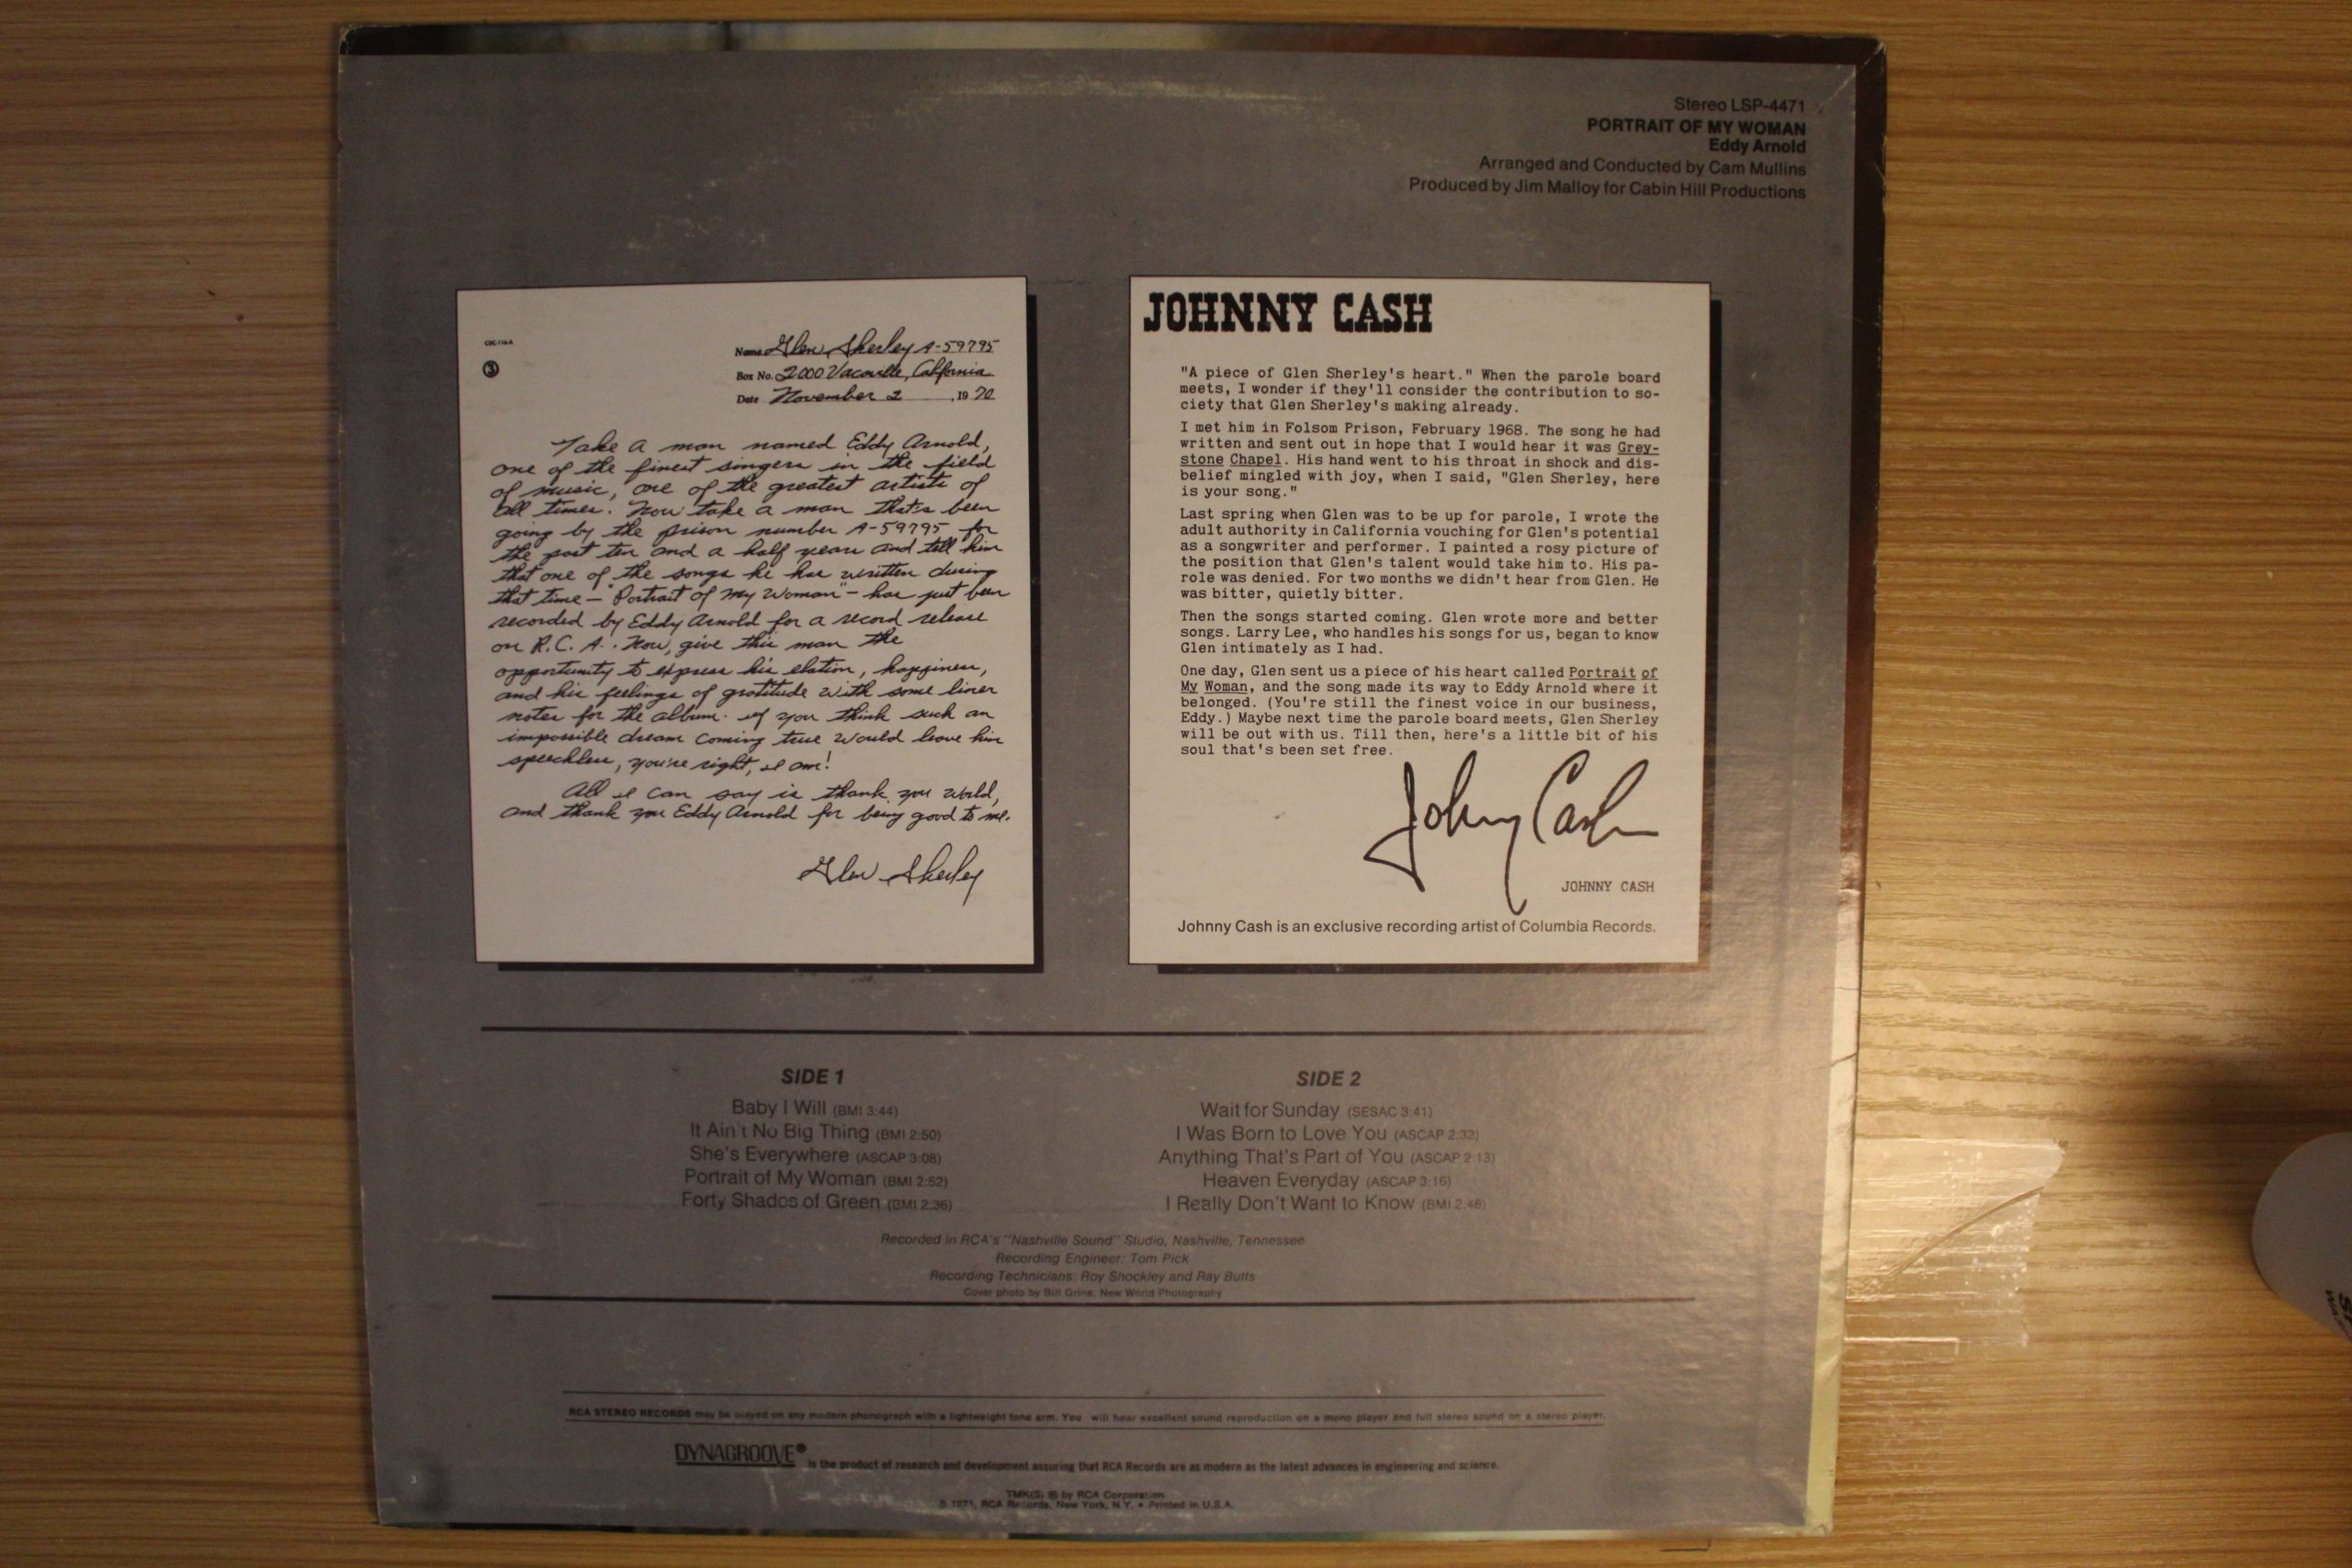 Stereo LSP-4471
PORTRAIT OF MY WOMAN
Eddy Arnold
Arranged and Conducted by Cam Mullins
Produced by Jim Malloy for Cabin Hill Productions
3
Name Glen Sherley A-59795
Box No. 2000 Vacaville, California
Date November 2, 1970
Take a man named Eddy Arnold,
one of the finest singers in the field
of music, one of the greatest artists of
all times. Now take a man that's been
going by the prison number A-59795 for
the past ten and a half years and tell him
that one of the songs he has written during
that time — "Portrait of My Woman" — has just been
recorded by Eddy Arnold for a record release
on R.C.A.. Now, give this man the
opportunity to express his elation, happiness,
and his feelings of gratitude with some liner
notes for the album. If you think such an
impossible dream coming true would leave him
speechless, you're right, I am!
All I can say is thank you world,
and thank you Eddy Arnold for being good to me.
Glen Sherley
JOHNNY CASH
"A piece of Glen Sherley's heart." When the parole board
meets, I wonder if they'll consider the contribution to so-
ciety that Glen Sherley's making already.
I met him in Folsom Prison, February 1968. The song he had
written and sent out in hope that I would hear it was Grey-
stone Chapel. His hand went to his throat in shock and dis-
belief mingled with joy, when I said, "Glen Sherley, here
is your song."
Last spring when Glen was to be up for parole, I wrote the
adult authority in California vouching for Glen's potential
as a songwriter and performer. I painted a rosy picture of
the position that Glen's talent would take him to. His pa-
role was denied. For two months we didn't hear from Glen. He
was bitter, quietly bitter.
Then the songs started coming. Glen wrote more and better
songs. Larry Lee, who handles his songs for us, began to know
Glen intimately as I had.
One day, Glen sent us a piece of his heart called Portrait of
My Woman, and the song made its way to Eddy Arnold where it
belonged. (You're still the finest voice in our business,
Eddy.) Maybe next time the parole board meets, Glen Sherley
will be out with us. Till then, here's a little bit of his
soul that's been set free.
Johnny Cash
JOHNNY CASH
Johnny Cash is an exclusive recording artist of Columbia Records.
SIDE 1
Baby I Will (BMI 3:44)
It Ain't No Big Thing (BMI 2:50)
She's Everywhere (ASCAP 3:08)
Portrait of My Woman (BMI 2:52)
Forty Shades of Green (BMI 2:36)
SIDE 2
Wait for Sunday (SESAC 3:41)
I Was Born to Love You (ASCAP 2:32)
Anything That's Part of You (ASCAP 2:13)
Heaven Everyday (ASCAP 3:16)
I Really Don't Want to Know (BMI 2:46)
Recorded in RCA's "Nashville Sound" Studio, Nashville, Tennessee
Recording Engineer: Tom Pick
Recording Technicians: Roy Shockley and Ray Butts
Cover photo by Bill Grine, New World Photography
RCA STEREO RECORDS may be played on any modern phonograph with a lightweight tone arm. You will hear excellent sound reproduction on a mono player and full stereo sound on a stereo player.
DYNAGROOVE® is the product of research and development assuring that RCA Records are as modern as the latest advances in engineering and science.
TMK(S) ® by RCA Corporation
℗ 1971, RCA Records, New York, N.Y. • Printed in U.S.A.
3